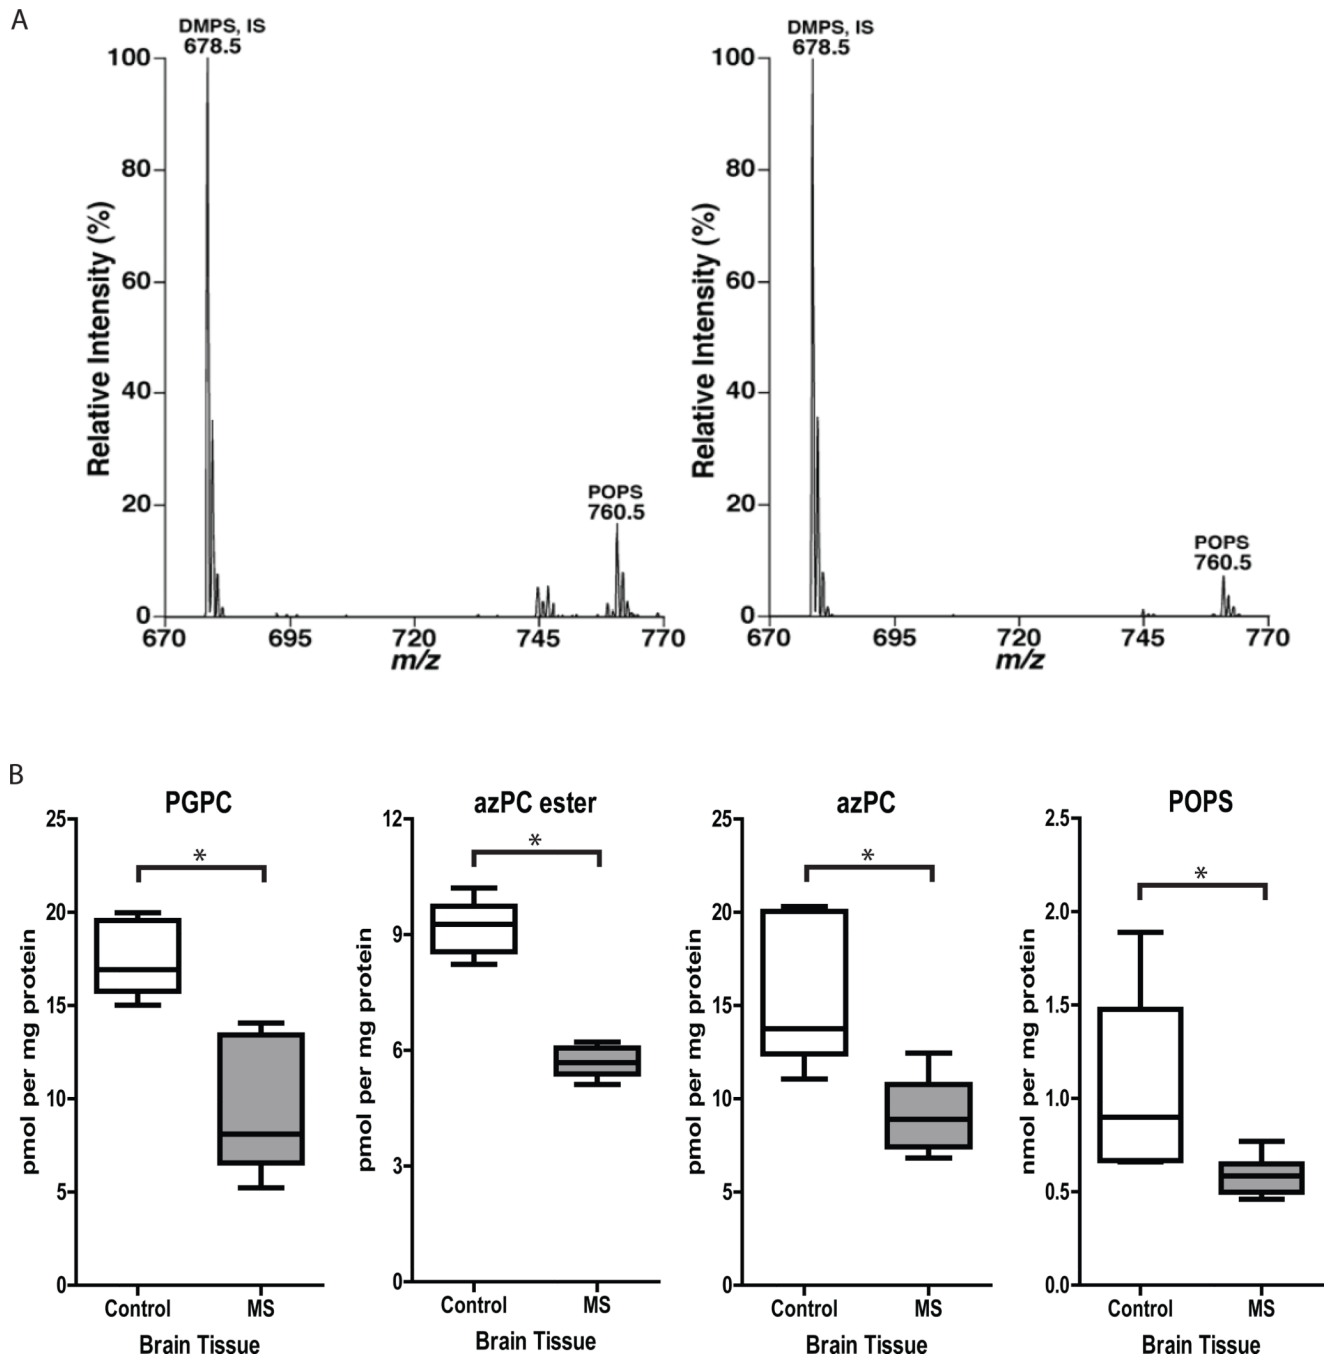 A
DMPS, IS
678.5
100
80
60
40
20
0
Relative Intensity (%)
POPS
760.5
670
695
720
745
770
m/z
DMPS, IS
678.5
100
80
60
40
20
0
Relative Intensity (%)
POPS
760.5
670
695
720
745
770
m/z
B
PGPC
25
20
15
10
5
0
pmol per mg protein
*
Control
MS
Brain Tissue
azPC ester
12
9
6
3
0
pmol per mg protein
*
Control
MS
Brain Tissue
azPC
25
20
15
10
5
0
pmol per mg protein
*
Control
MS
Brain Tissue
POPS
2.5
2.0
1.5
1.0
0.5
0.0
nmol per mg protein
*
Control
MS
Brain Tissue